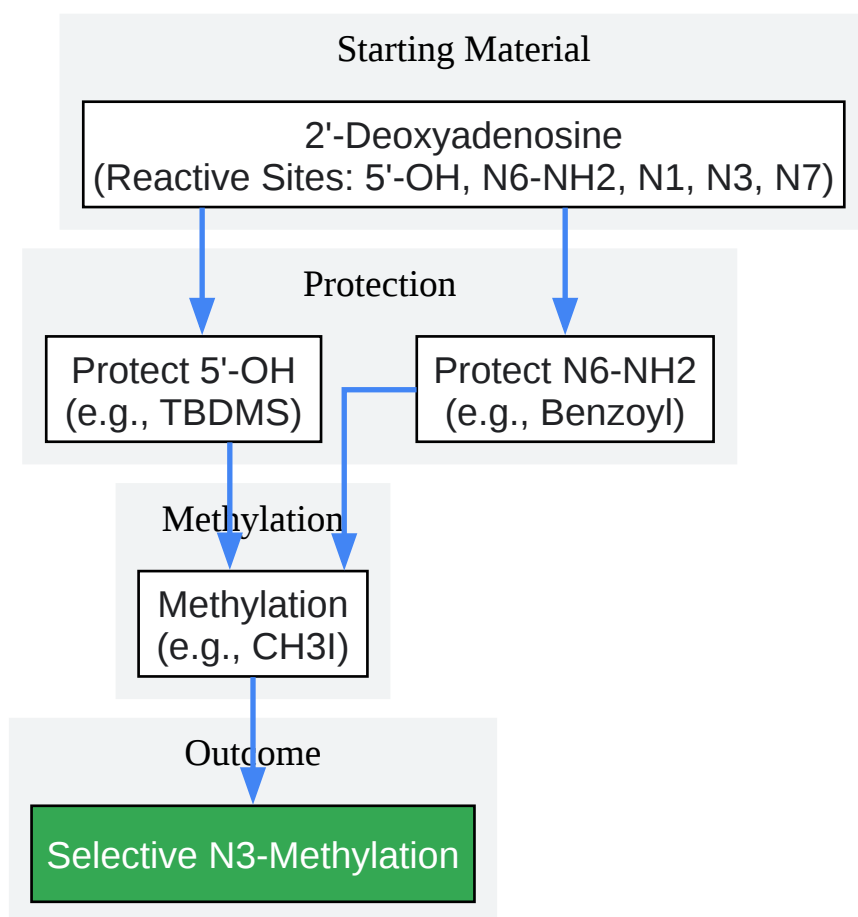 Starting Material
2'-Deoxyadenosine
(Reactive Sites: 5'-OH, N6-NH2, N1, N3, N7)
Protection
Protect 5'-OH
(e.g., TBDMS)
Protect N6-NH2
(e.g., Benzoyl)
Methylation
Methylation
(e.g., CH3I)
Outcome
Selective N3-Methylation